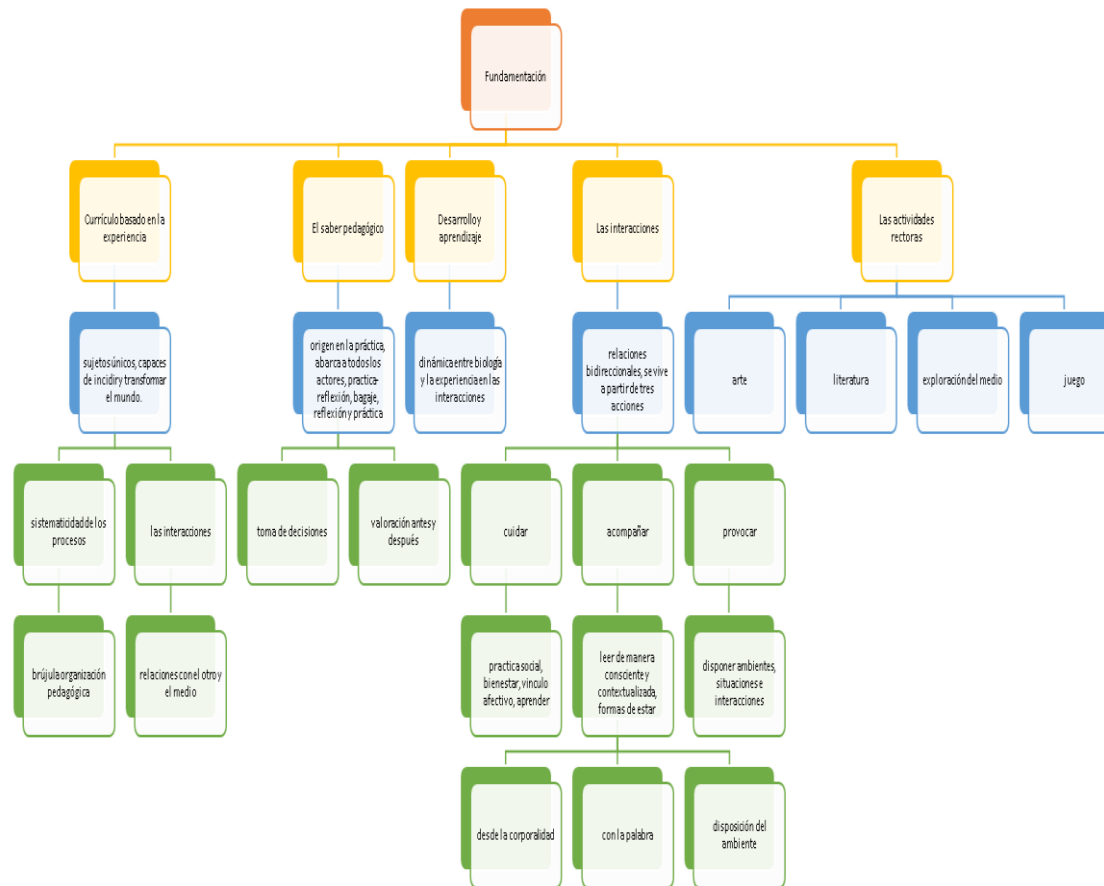 Fundamentación
Currículo basado en la
experiencia
El saber pedagógico
Desarrollo y
aprendizaje
Las interacciones
Las actividades
rectoras
sujetos únicos, capaces
de incidir y transformar
el mundo.
origen en la práctica,
abarca a todos los
actores, practica-
reflexión, bagaje,
reflexión y práctica
dinámica entre biología
y la experiencia en las
interacciones
relaciones
bidireccionales, se vive
a partir de tres
acciones
arte
literatura
exploración del medio
juego
sistematicidad de los
procesos
las interacciones
toma de decisiones
valoración antes y
después
cuidar
acompañar
provocar
brújula organización
pedagógica
relaciones con el otro y
el medio
practica social,
bienestar, vinculo
afectivo, aprender
leer de manera
consciente y
contextualizada,
formas de estar
disponer ambientes,
situaciones e
interacciones
desde la corporalidad
con la palabra
disposición del
ambiente